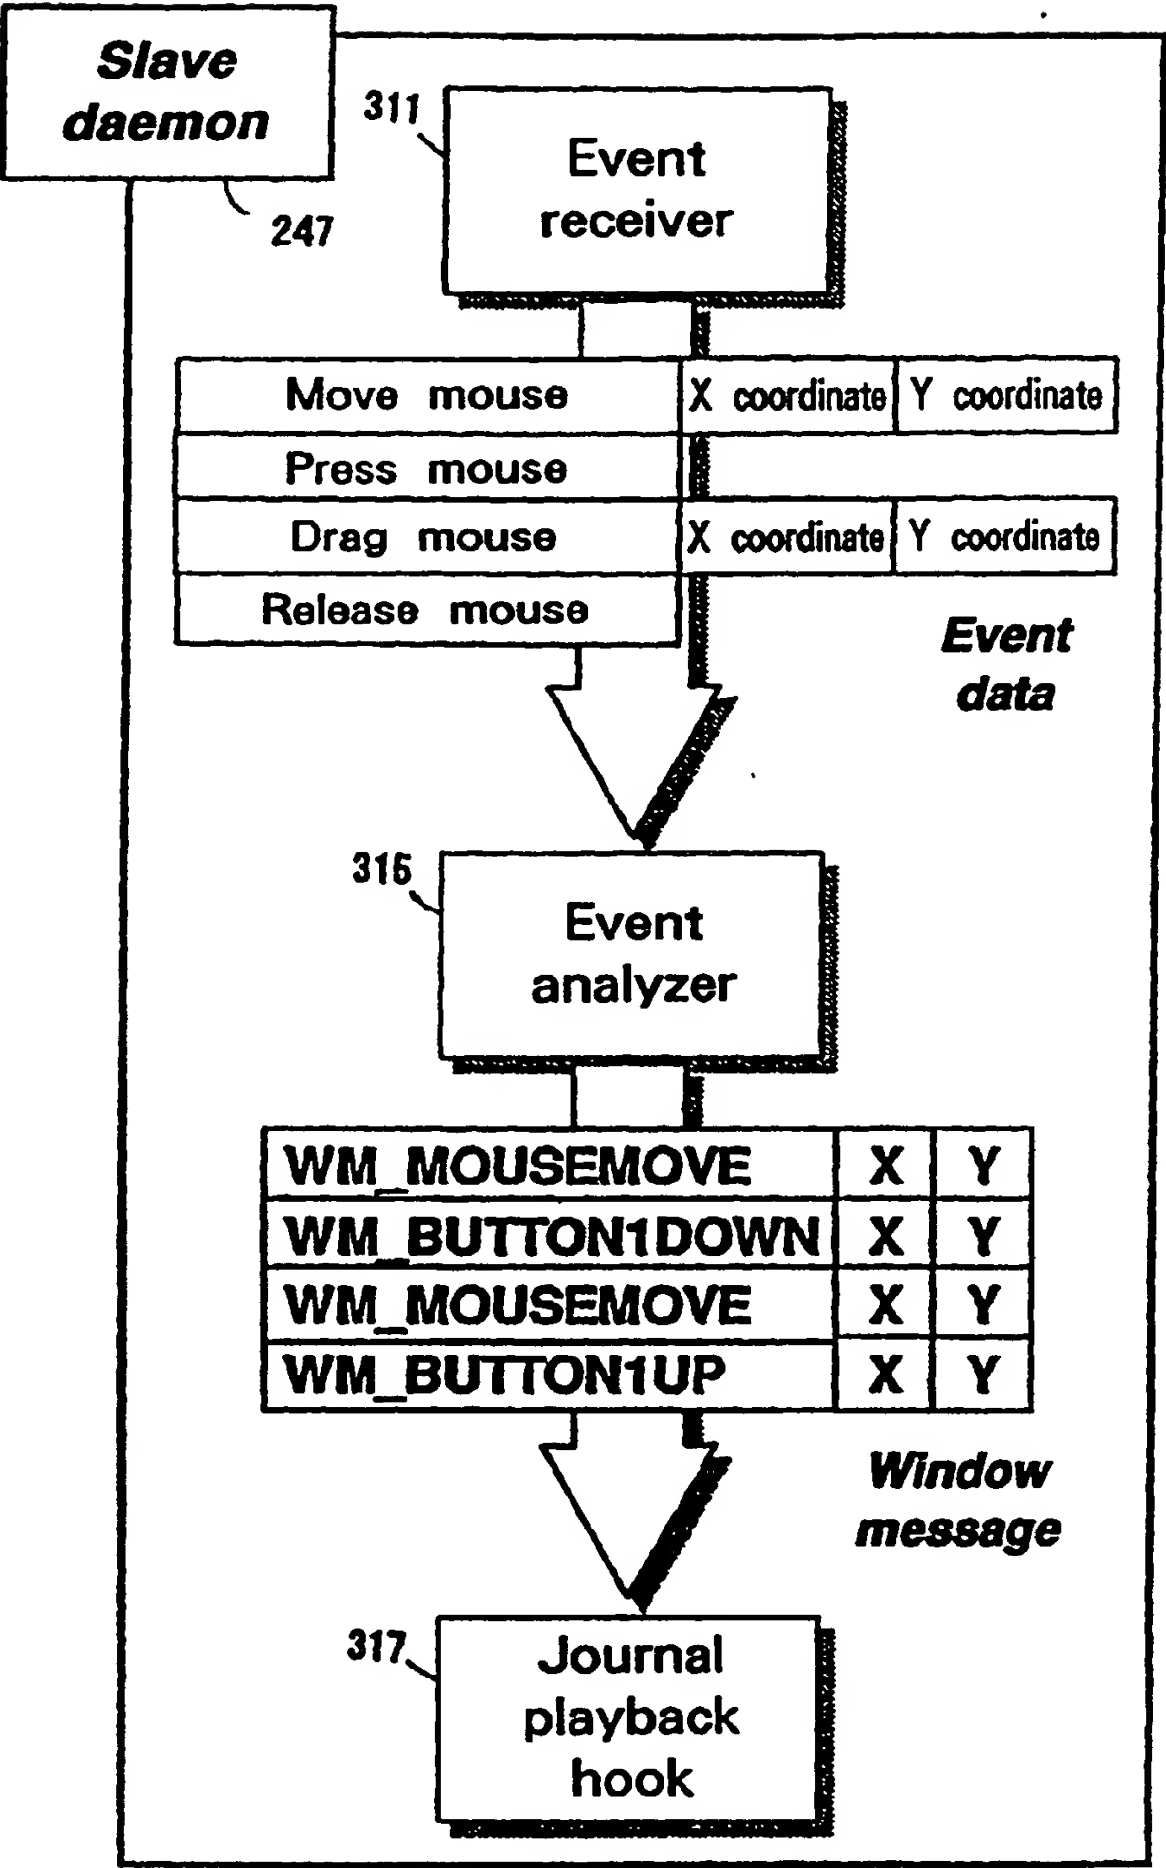 Slave
daemon
247
311
Event
receiver
Move mouse X coordinate Y coordinate
Press mouse
Drag mouse X coordinate Y coordinate
Release mouse
Event
data
315
Event
analyzer
WM_MOUSEMOVE X Y
WM_BUTTON1DOWN X Y
WM_MOUSEMOVE X Y
WM_BUTTON1UP X Y
Window
message
317
Journal
playback
hook